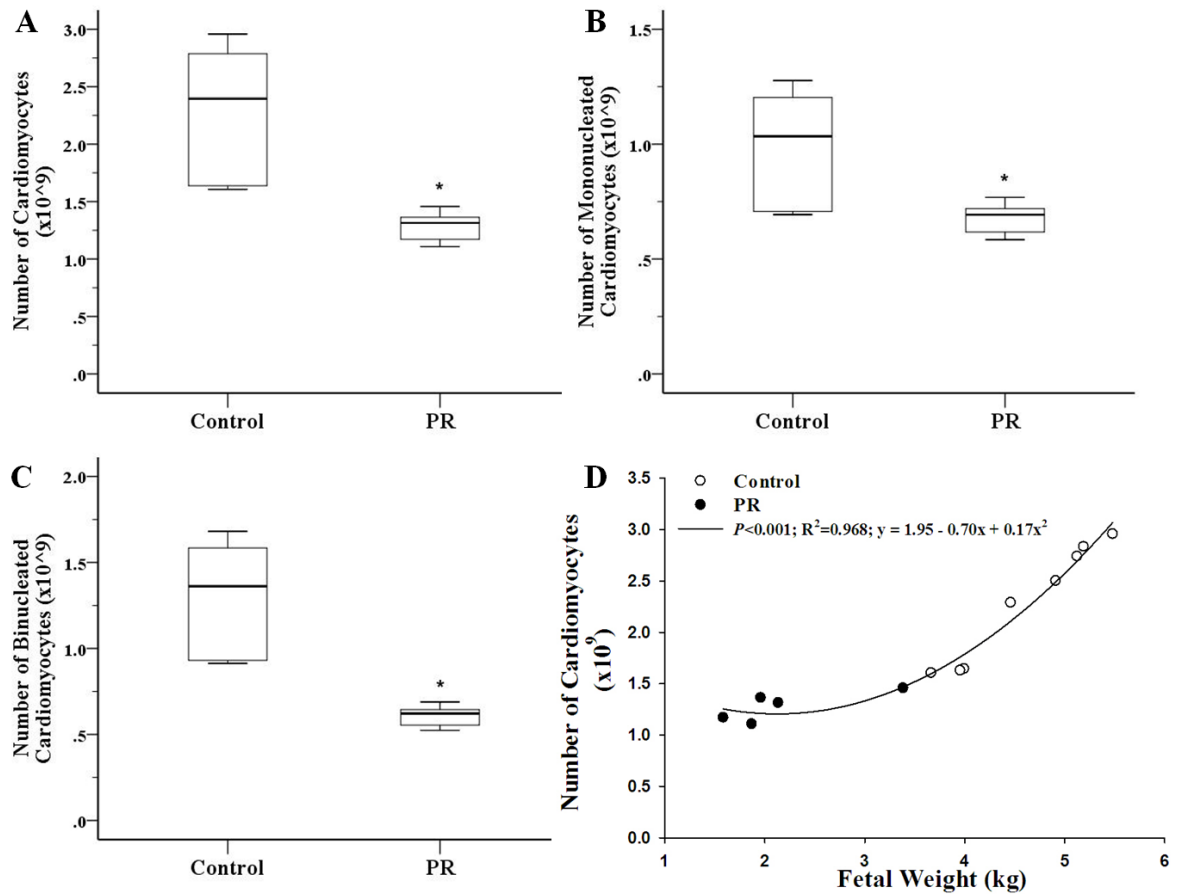 A
Number of Cardiomyocytes
(x10^9)
3.0
2.5
2.0
1.5
1.0
.5
.0
*
Control
PR
B
Number of Mononucleated
Cardiomyocytes (x10^9)
1.5
1.0
.5
.0
*
Control
PR
C
Number of Binucleated
Cardiomyocytes (x10^9)
2.0
1.5
1.0
0.5
.0
*
Control
PR
D
Number of Cardiomyocytes
(x10⁹)
3.5
3.0
2.5
2.0
1.5
1.0
0.5
0.0
Control
PR
P<0.001; R²=0.968; y = 1.95 - 0.70x + 0.17x²
1 2 3 4 5 6
Fetal Weight (kg)